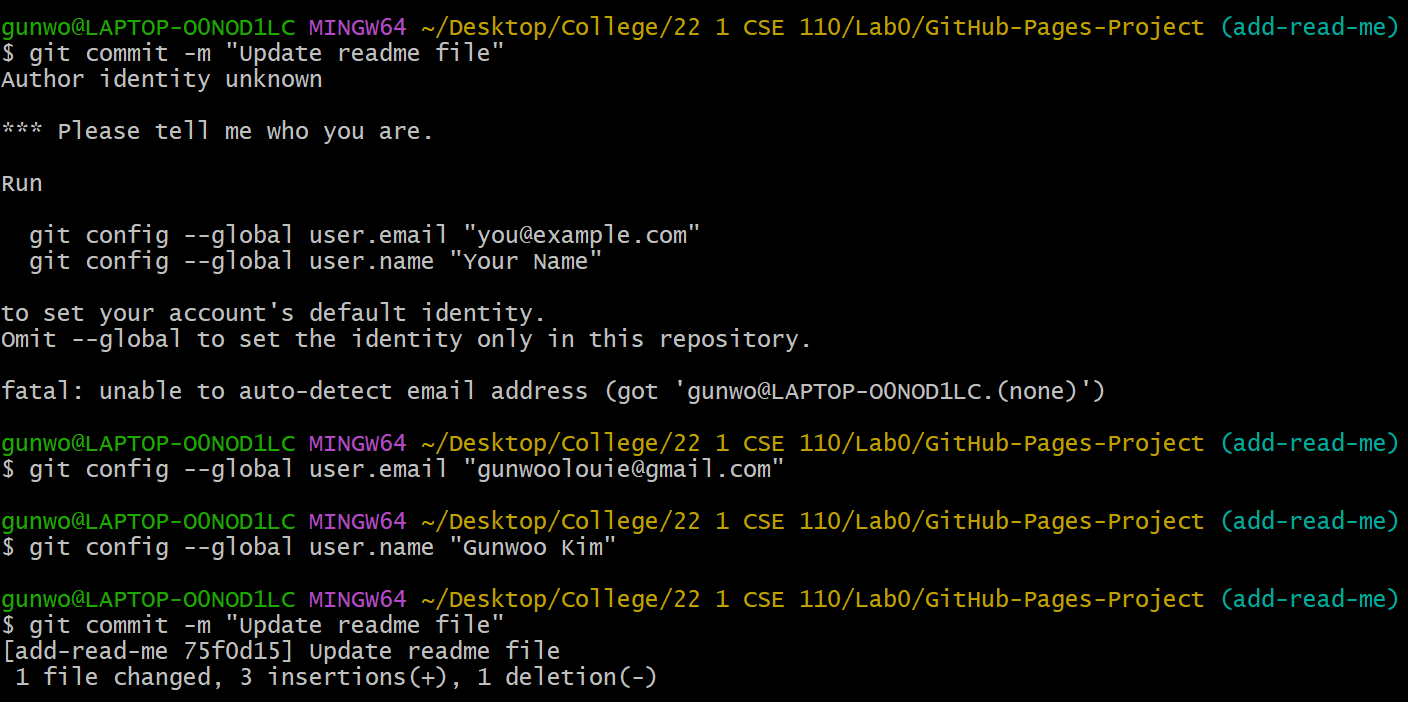 gunwo@LAPTOP-O0NOD1LC MINGW64 ~/Desktop/College/22 1 CSE 110/Lab0/GitHub-Pages-Project (add-read-me)
$ git commit -m "Update readme file"
Author identity unknown

*** Please tell me who you are.

Run

  git config --global user.email "you@example.com"
  git config --global user.name "Your Name"

to set your account's default identity.
Omit --global to set the identity only in this repository.

fatal: unable to auto-detect email address (got 'gunwo@LAPTOP-O0NOD1LC.(none)')

gunwo@LAPTOP-O0NOD1LC MINGW64 ~/Desktop/College/22 1 CSE 110/Lab0/GitHub-Pages-Project (add-read-me)
$ git config --global user.email "gunwoolouie@gmail.com"

gunwo@LAPTOP-O0NOD1LC MINGW64 ~/Desktop/College/22 1 CSE 110/Lab0/GitHub-Pages-Project (add-read-me)
$ git config --global user.name "Gunwoo Kim"

gunwo@LAPTOP-O0NOD1LC MINGW64 ~/Desktop/College/22 1 CSE 110/Lab0/GitHub-Pages-Project (add-read-me)
$ git commit -m "Update readme file"
[add-read-me 75f0d15] Update readme file
 1 file changed, 3 insertions(+), 1 deletion(-)